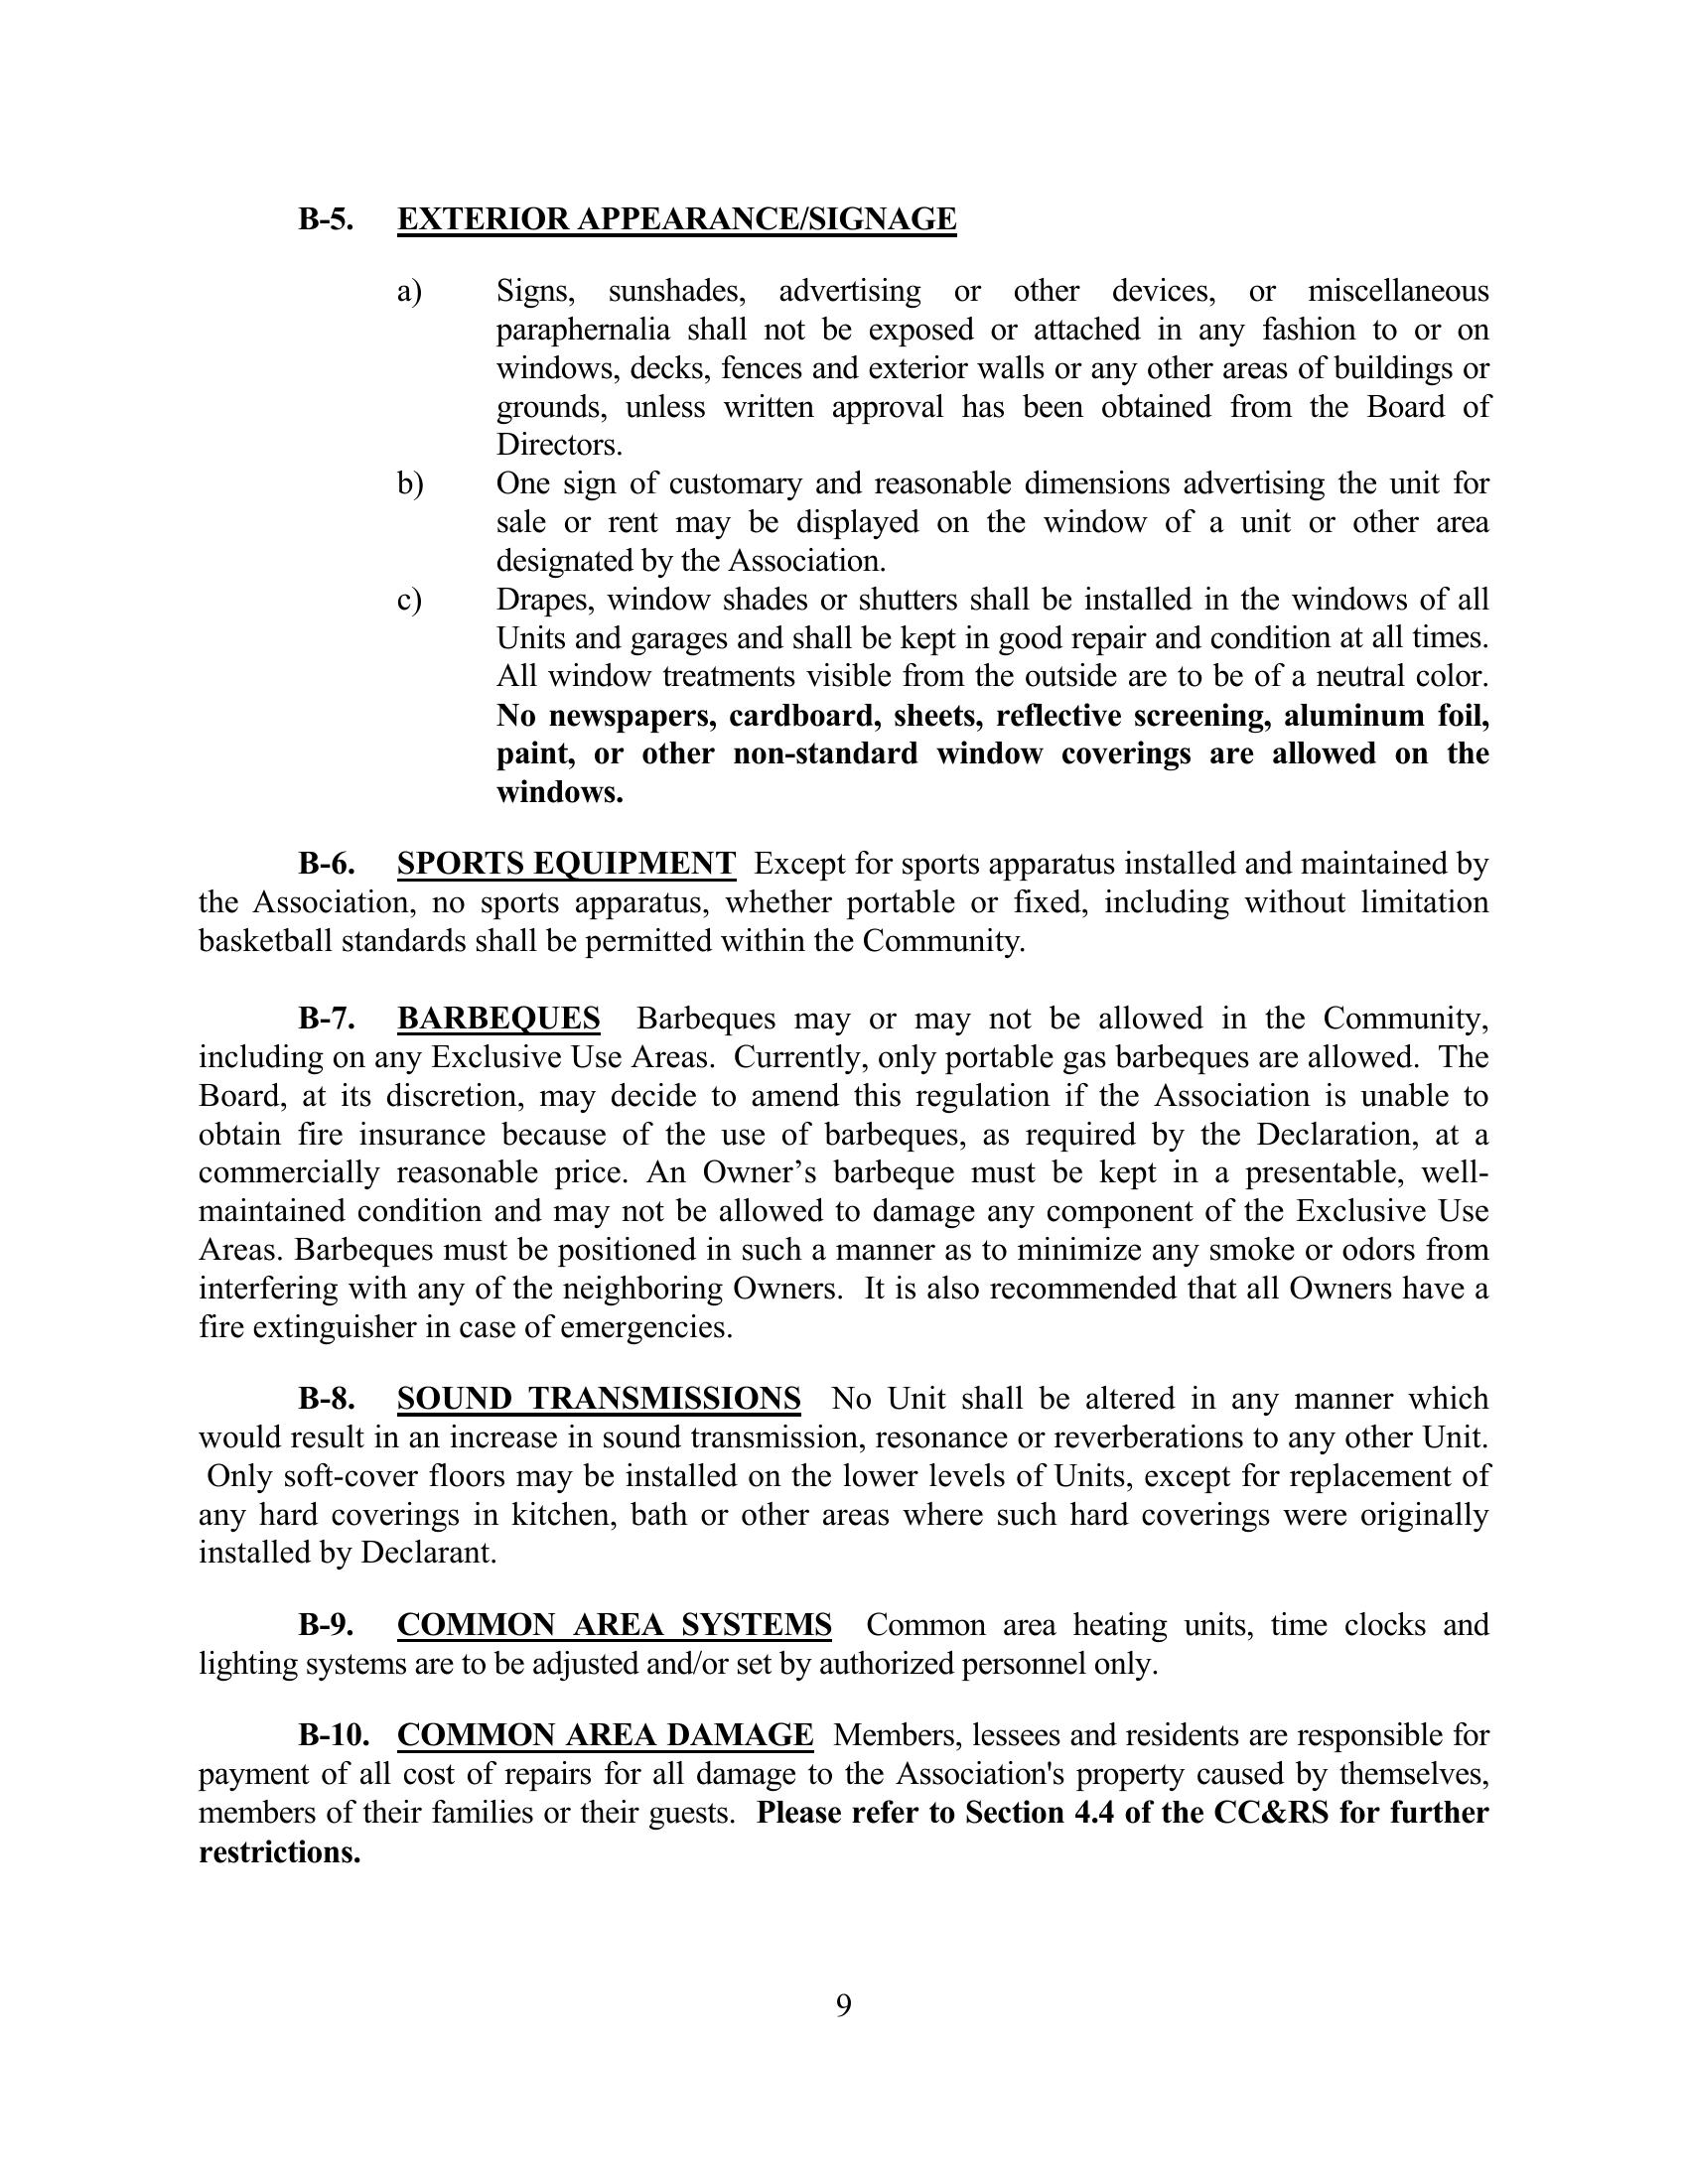 B-5. EXTERIOR APPEARANCE/SIGNAGE
a) Signs, sunshades, advertising or other devices, or miscellaneous
paraphernalia shall not be exposed or attached in any fashion to or on
windows, decks, fences and exterior walls or any other areas of buildings or
grounds, unless written approval has been obtained from the Board of
Directors.
b) One sign of customary and reasonable dimensions advertising the unit for
sale or rent may be displayed on the window of a unit or other area
designated by the Association.
c) Drapes, window shades or shutters shall be installed in the windows of all
Units and garages and shall be kept in good repair and condition at all times.
All window treatments visible from the outside are to be of a neutral color.
No newspapers, cardboard, sheets, reflective screening, aluminum foil,
paint, or other non-standard window coverings are allowed on the
windows.
B-6. SPORTS EQUIPMENT Except for sports apparatus installed and maintained by
the Association, no sports apparatus, whether portable or fixed, including without limitation
basketball standards shall be permitted within the Community.
B-7. BARBEQUES Barbeques may or may not be allowed in the Community,
including on any Exclusive Use Areas. Currently, only portable gas barbeques are allowed. The
Board, at its discretion, may decide to amend this regulation if the Association is unable to
obtain fire insurance because of the use of barbeques, as required by the Declaration, at a
commercially reasonable price. An Owner’s barbeque must be kept in a presentable, well-
maintained condition and may not be allowed to damage any component of the Exclusive Use
Areas. Barbeques must be positioned in such a manner as to minimize any smoke or odors from
interfering with any of the neighboring Owners. It is also recommended that all Owners have a
fire extinguisher in case of emergencies.
B-8. SOUND TRANSMISSIONS No Unit shall be altered in any manner which
would result in an increase in sound transmission, resonance or reverberations to any other Unit.
Only soft-cover floors may be installed on the lower levels of Units, except for replacement of
any hard coverings in kitchen, bath or other areas where such hard coverings were originally
installed by Declarant.
B-9. COMMON AREA SYSTEMS Common area heating units, time clocks and
lighting systems are to be adjusted and/or set by authorized personnel only.
B-10. COMMON AREA DAMAGE Members, lessees and residents are responsible for
payment of all cost of repairs for all damage to the Association's property caused by themselves,
members of their families or their guests. Please refer to Section 4.4 of the CC&RS for further
restrictions.
9